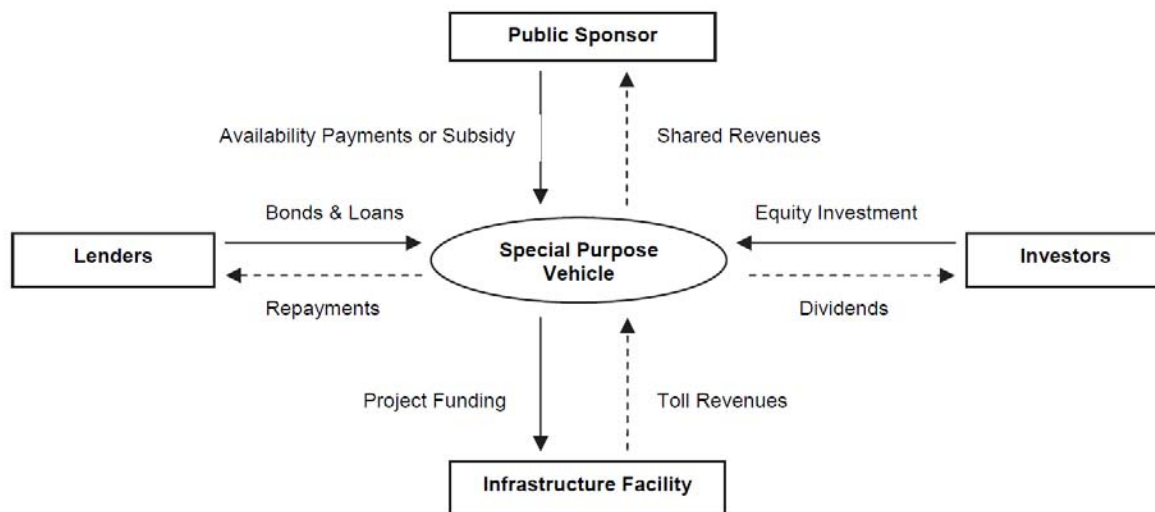 Public Sponsor
Availability Payments or Subsidy
Shared Revenues
Bonds & Loans
Equity Investment
Lenders
Special Purpose
Vehicle
Investors
Repayments
Dividends
Project Funding
Toll Revenues
Infrastructure Facility